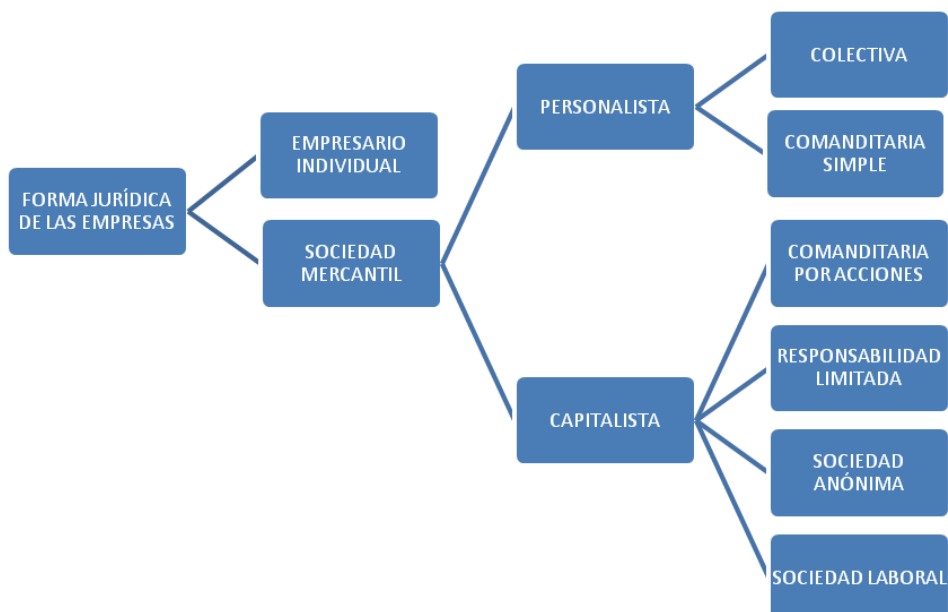 FORMA JURÍDICA
DE LAS EMPRESAS
EMPRESARIO
INDIVIDUAL
SOCIEDAD
MERCANTIL
PERSONALISTA
CAPITALISTA
COLECTIVA
COMANDITARIA
SIMPLE
COMANDITARIA
POR ACCIONES
RESPONSABILIDAD
LIMITADA
SOCIEDAD
ANÓNIMA
SOCIEDAD LABORAL